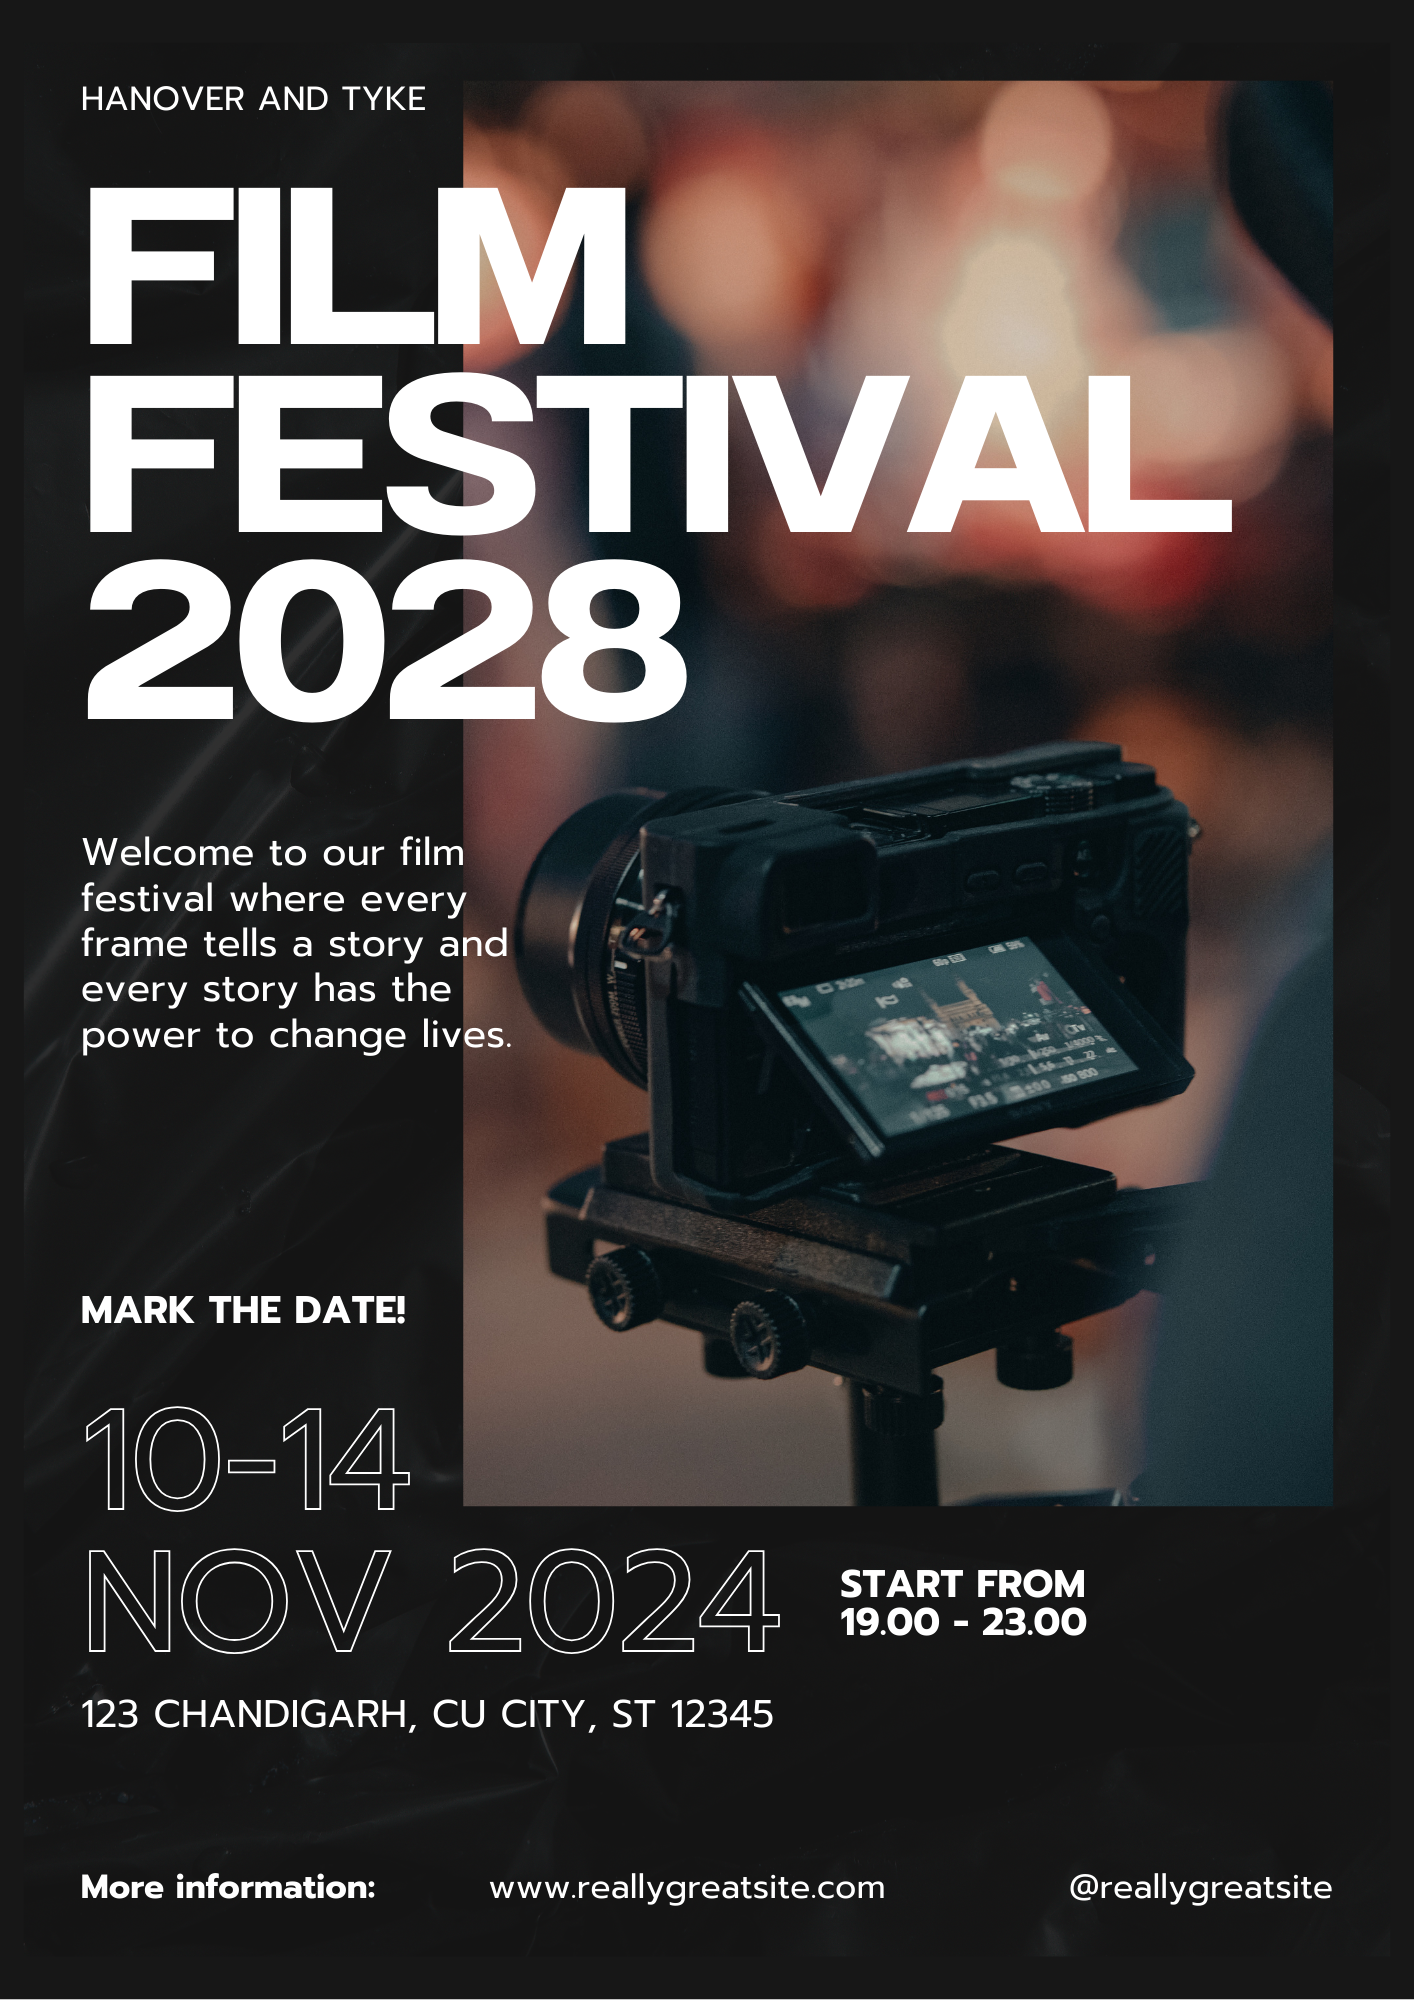 HANOVER AND TYKE
FILM
FESTIVAL
2028
Welcome to our film
festival where every
frame tells a story and
every story has the
power to change lives.
MARK THE DATE!
10-14
NOV 2024
START FROM
19.00 - 23.00
123 CHANDIGARH, CU CITY, ST 12345
More information:
www.reallygreatsite.com
@reallygreatsite